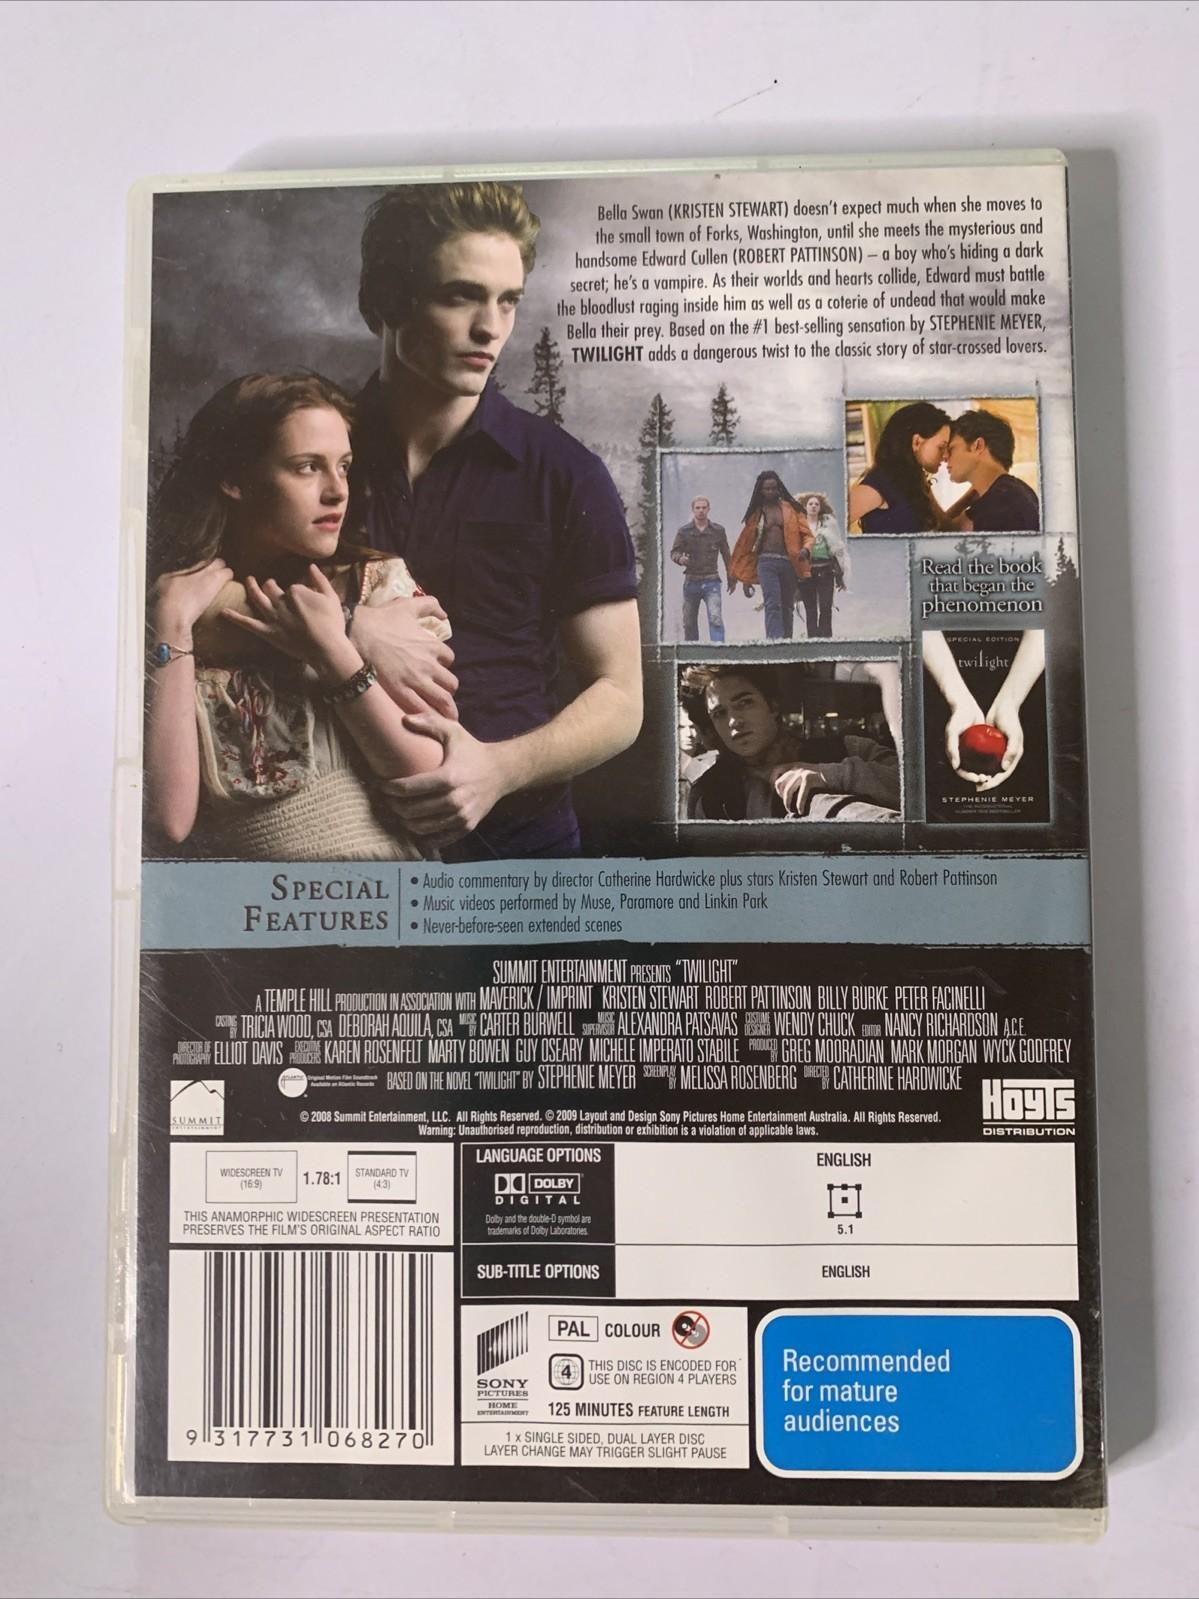 Bella Swan (KRISTEN STEWART) doesn't expect much when she moves to
the small town of Forks, Washington, until she meets the mysterious and
handsome Edward Cullen (ROBERT PATTINSON) – a boy who's hiding a dark
secret; he's a vampire. As their worlds and hearts collide, Edward must battle
the bloodlust raging inside him as well as a coterie of undead that would make
Bella their prey. Based on the #1 best-selling sensation by STEPHENIE MEYER,
TWILIGHT adds a dangerous twist to the classic story of star-crossed lovers.
Read the book
that began the
phenomenon
SPECIAL EDITION
twilight
STEPHENIE MEYER
SPECIAL
FEATURES
• Audio commentary by director Catherine Hardwicke plus stars Kristen Stewart and Robert Pattinson
• Music videos performed by Muse, Paramore and Linkin Park
• Never-before-seen extended scenes
SUMMIT ENTERTAINMENT PRESENTS "TWILIGHT"
A TEMPLE HILL PRODUCTION IN ASSOCIATION WITH MAVERICK / IMPRINT KRISTEN STEWART ROBERT PATTINSON BILLY BURKE PETER FACINELLI
CASTING BY TRICIA WOOD, CSA DEBORAH AQUILA, CSA MUSIC BY CARTER BURWELL MUSIC SUPERVISOR ALEXANDRA PATSAVAS COSTUME DESIGNER WENDY CHUCK EDITOR NANCY RICHARDSON A.C.E.
DIRECTOR OF PHOTOGRAPHY ELLIOT DAVIS EXECUTIVE PRODUCERS KAREN ROSENFELT MARTY BOWEN GUY OSEARY MICHELE IMPERATO STABILE PRODUCED BY GREG MOORADIAN MARK MORGAN WYCK GODFREY
ATLANTIC Original Motion Film Soundtrack
Available on Atlantic Records
BASED ON THE NOVEL "TWILIGHT" BY STEPHENIE MEYER SCREENPLAY BY MELISSA ROSENBERG DIRECTED BY CATHERINE HARDWICKE
SUMMIT
ENTERTAINMENT
© 2008 Summit Entertainment, LLC. All Rights Reserved. © 2009 Layout and Design Sony Pictures Home Entertainment Australia. All Rights Reserved.
Warning: Unauthorised reproduction, distribution or exhibition is a violation of applicable laws.
HOYTS
DISTRIBUTION
WIDESCREEN TV
(16:9)
1.78:1
STANDARD TV
(4:3)
THIS ANAMORPHIC WIDESCREEN PRESENTATION
PRESERVES THE FILM'S ORIGINAL ASPECT RATIO
LANGUAGE OPTIONS
DOLBY
DIGITAL
Dolby and the double-D symbol are
trademarks of Dolby Laboratories.
ENGLISH
5.1
SUB-TITLE OPTIONS
ENGLISH
9 317731 068270
SONY
PICTURES
HOME
ENTERTAINMENT
PAL COLOUR
4
THIS DISC IS ENCODED FOR
USE ON REGION 4 PLAYERS
125 MINUTES FEATURE LENGTH
1 x SINGLE SIDED, DUAL LAYER DISC
LAYER CHANGE MAY TRIGGER SLIGHT PAUSE
Recommended
for mature
audiences